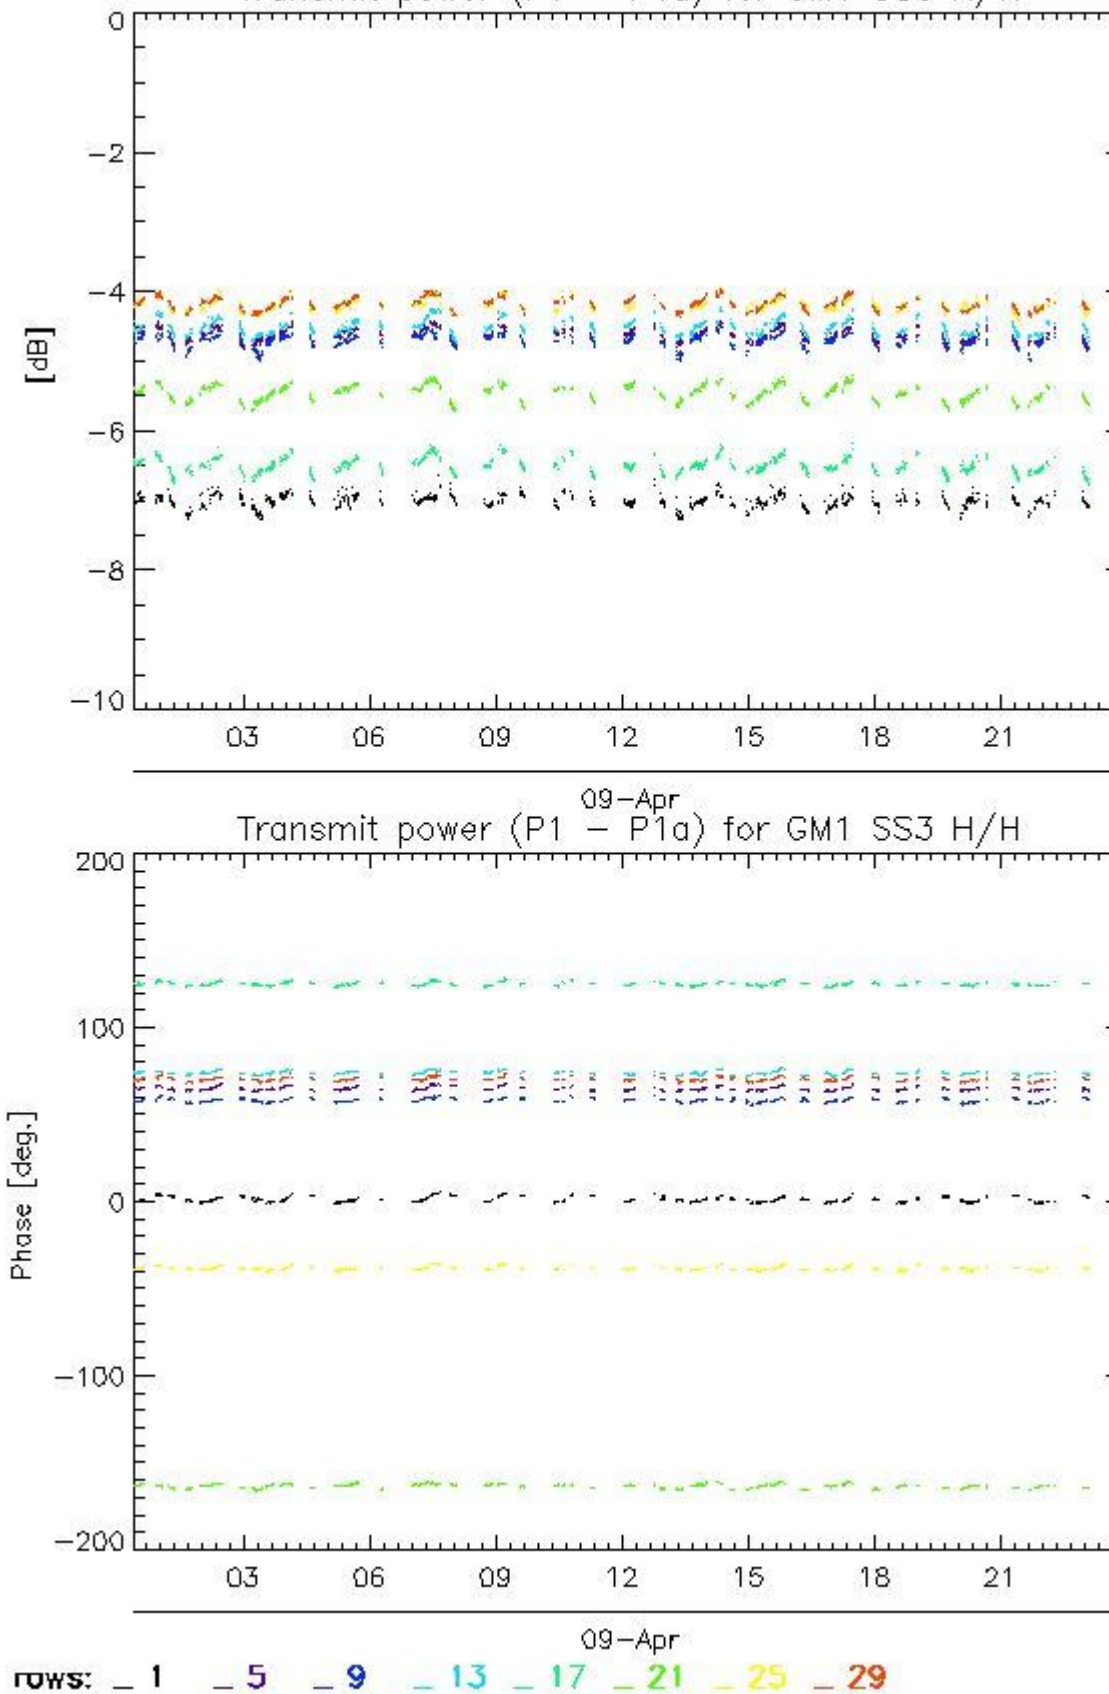 0
-2
-4
-6
-8
-10
[dB]
03 06 09 12 15 18 21
09-Apr
Transmit power (P1 - P1a) for GM1 SS3 H/H
200
100
0
-100
-200
Phase [deg.]
03 06 09 12 15 18 21
09-Apr
rows: _ 1 _ 5 _ 9 _ 13 _ 17 _ 21 _ 25 _ 29